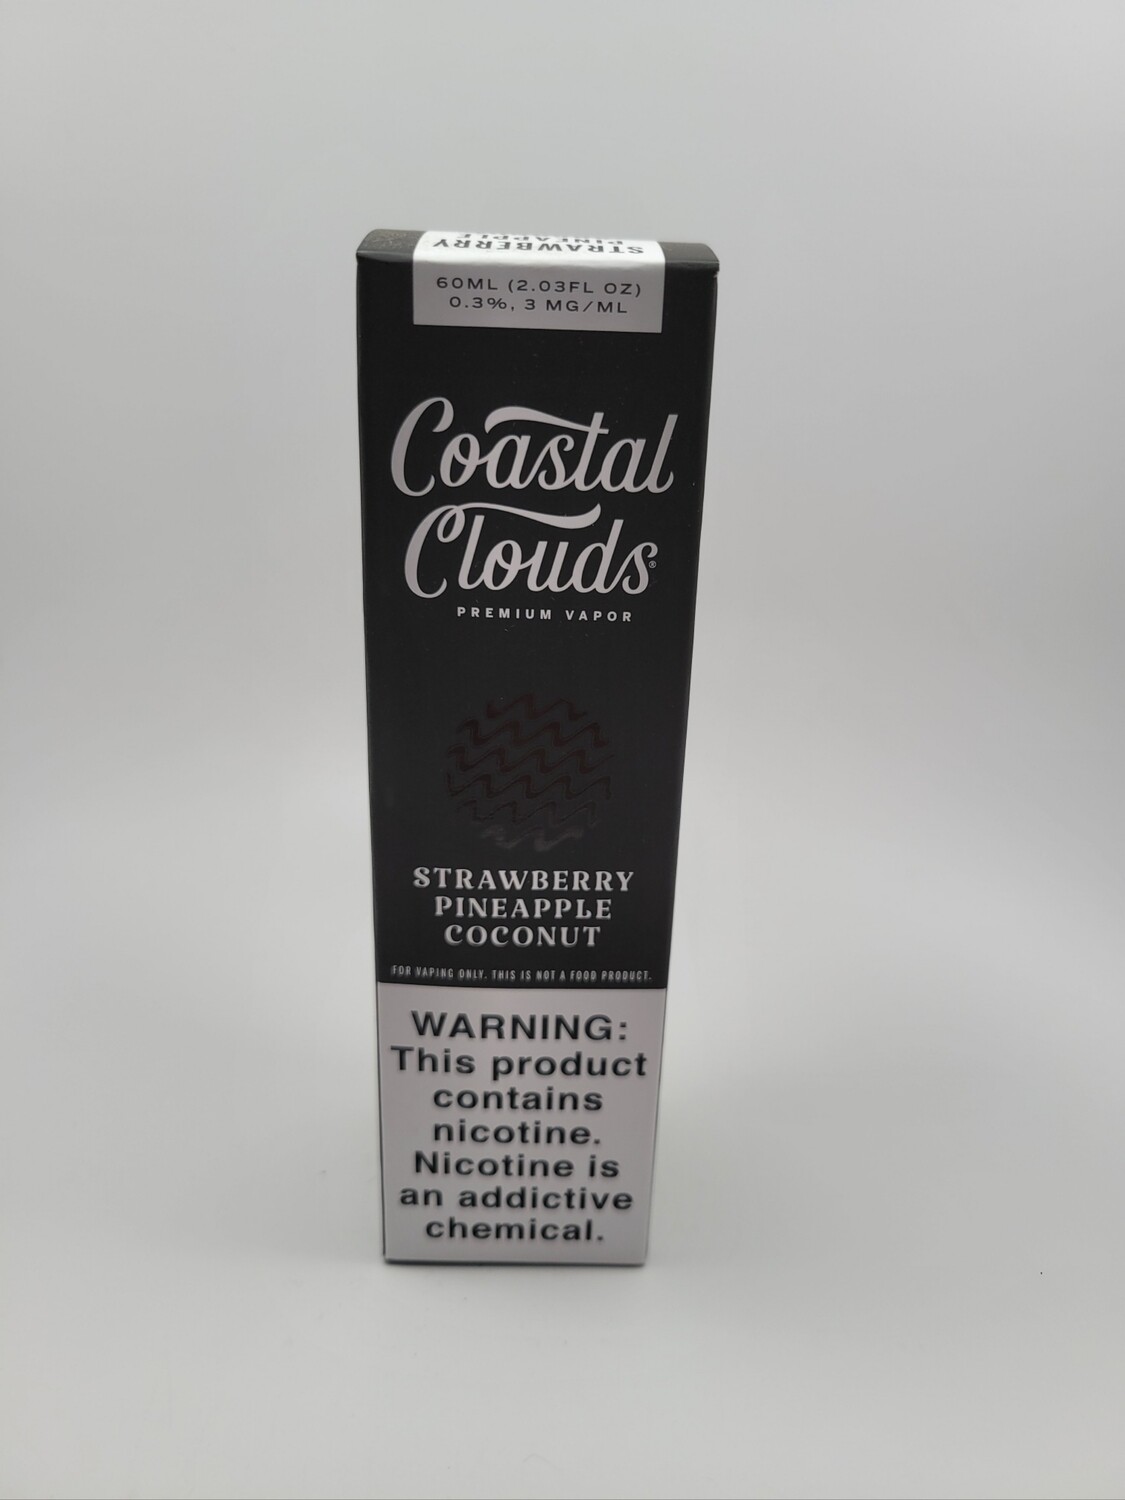 STRAWBERRY
PINEAPPLE
60ML (2.03FL OZ)
0.3%, 3 MG/ML
Coastal
Clouds®
PREMIUM VAPOR
STRAWBERRY
PINEAPPLE
COCONUT
FOR VAPING ONLY. THIS IS NOT A FOOD PRODUCT.
WARNING:
This product
contains
nicotine.
Nicotine is
an addictive
chemical.